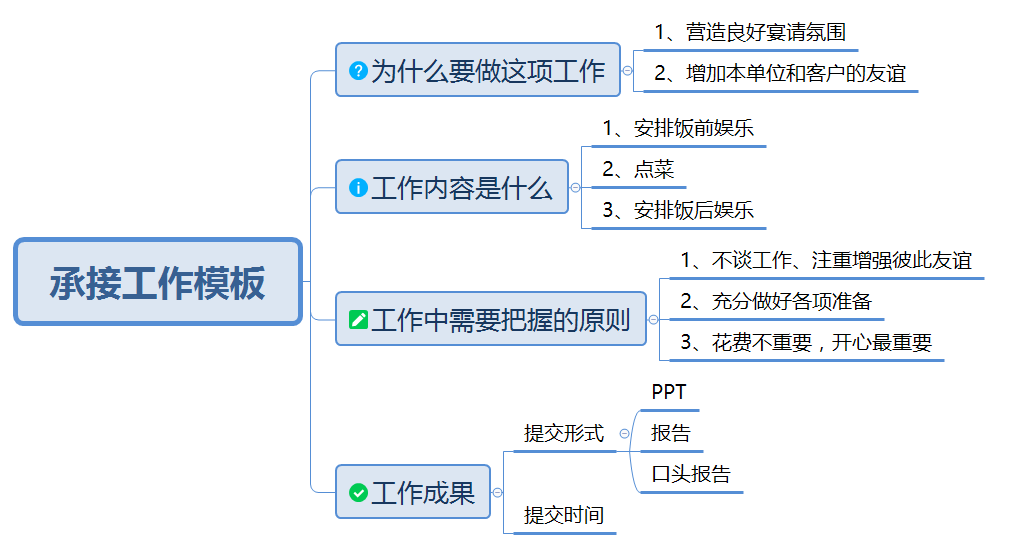 承接工作模板
为什么要做这项工作
1、营造良好宴请氛围
2、增加本单位和客户的友谊
工作内容是什么
1、安排饭前娱乐
2、点菜
3、安排饭后娱乐
工作中需要把握的原则
1、不谈工作、注重增强彼此友谊
2、充分做好各项准备
3、花费不重要，开心最重要
工作成果
提交形式
PPT
报告
口头报告
提交时间